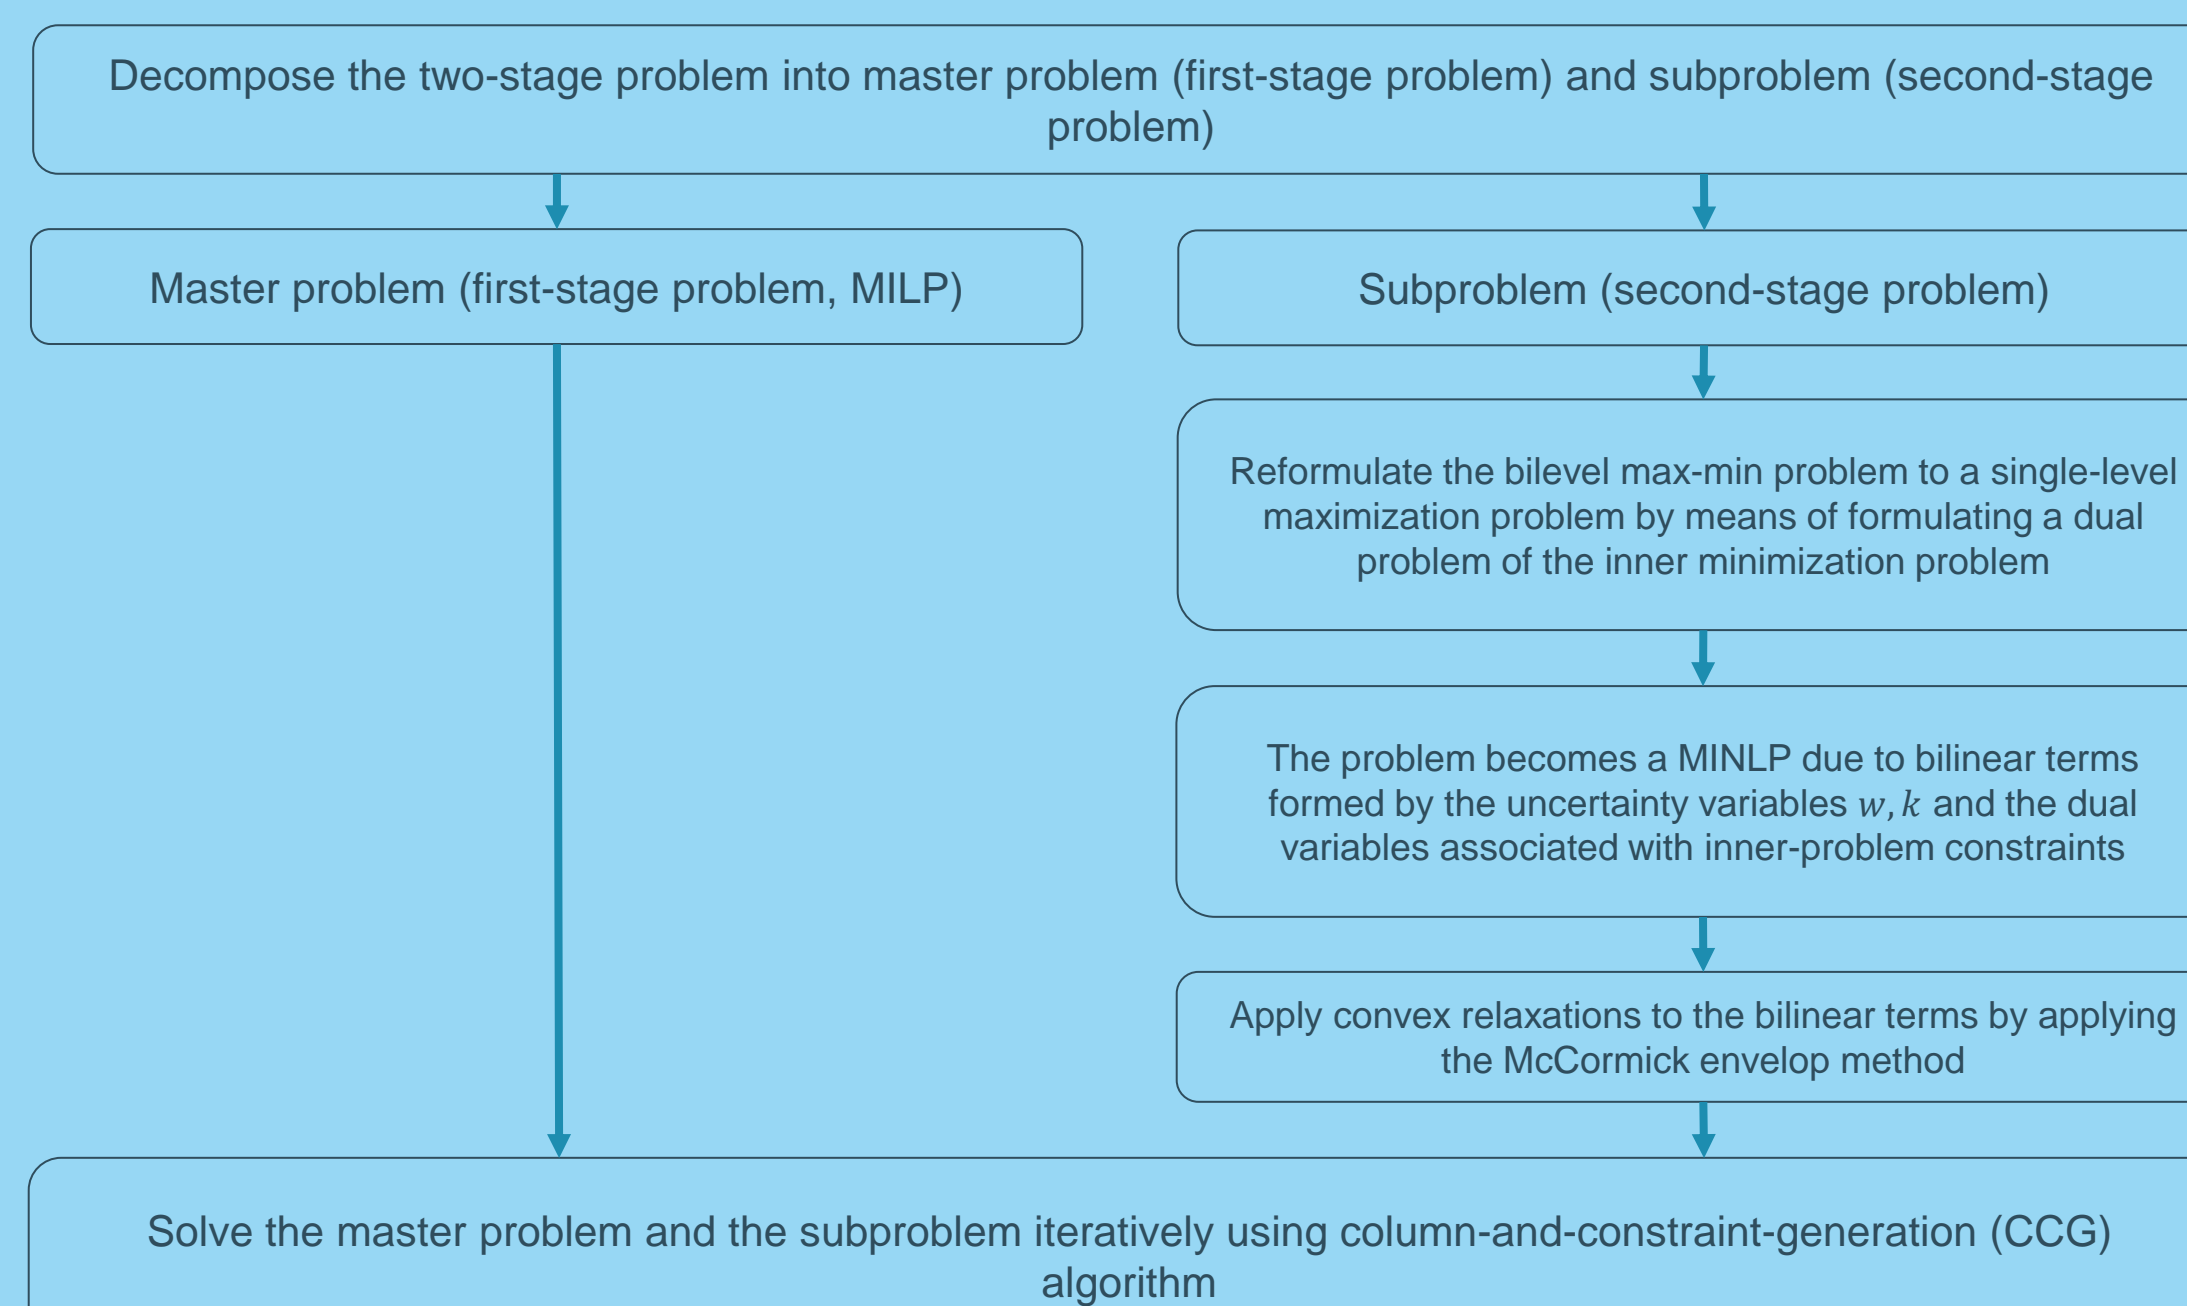 Decompose the two-stage problem into master problem (first-stage problem) and subproblem (second-stage
problem)
Master problem (first-stage problem, MILP)
Subproblem (second-stage problem)
Reformulate the bilevel max-min problem to a single-level
maximization problem by means of formulating a dual
problem of the inner minimization problem
The problem becomes a MINLP due to bilinear terms
formed by the uncertainty variables w, k and the dual
variables associated with inner-problem constraints
Apply convex relaxations to the bilinear terms by applying
the McCormick envelop method
Solve the master problem and the subproblem iteratively using column-and-constraint-generation (CCG)
algorithm